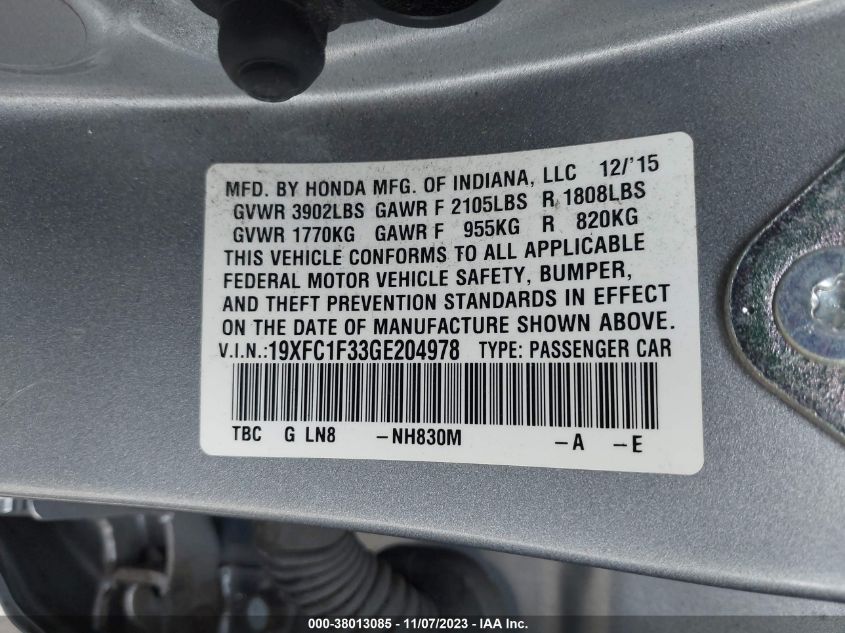 MFD. BY HONDA MFG. OF INDIANA, LLC 12/'15
GVWR 3902LBS GAWR F 2105LBS R 1808LBS
GVWR 1770KG GAWR F 955KG R 820KG
THIS VEHICLE CONFORMS TO ALL APPLICABLE
FEDERAL MOTOR VEHICLE SAFETY, BUMPER,
AND THEFT PREVENTION STANDARDS IN EFFECT
ON THE DATE OF MANUFACTURE SHOWN ABOVE.
V.I.N.:19XFC1F33GE204978 TYPE: PASSENGER CAR
TBC G LN8 -NH830M -A -E
000-38013085 - 11/07/2023 - IAA Inc.